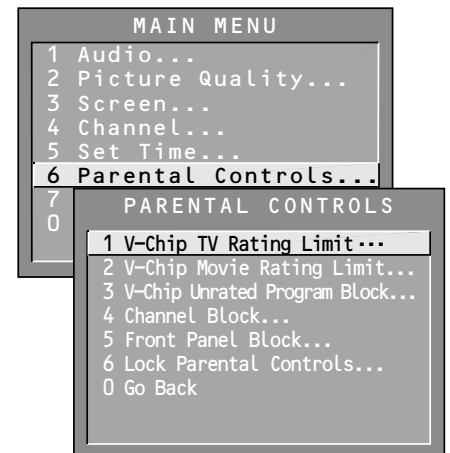 MAIN MENU
1 Audio...
2 Picture Quality...
3 Screen...
4 Channel...
5 Set Time...
6 Parental Controls...
7
0
PARENTAL CONTROLS
1 V-Chip TV Rating Limit...
2 V-Chip Movie Rating Limit...
3 V-Chip Unrated Program Block...
4 Channel Block...
5 Front Panel Block...
6 Lock Parental Controls...
0 Go Back